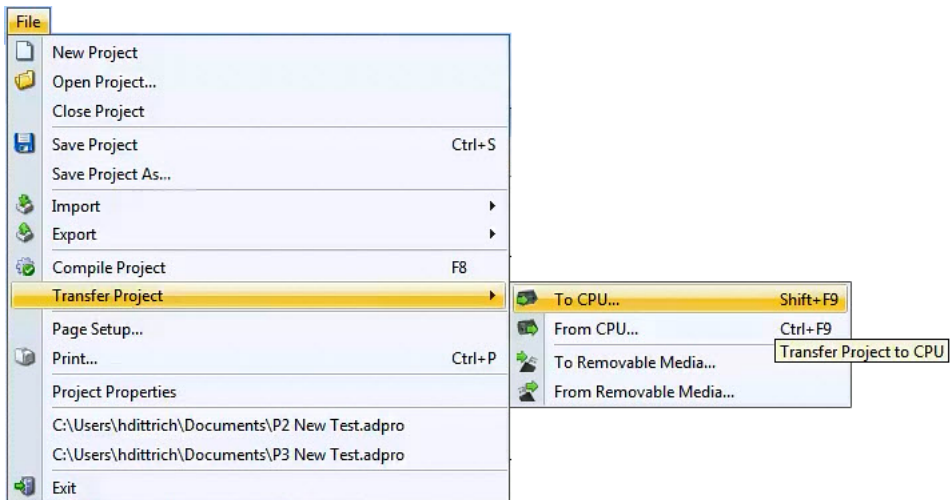 File
New Project
Open Project...
Close Project
Save Project Ctrl+S
Save Project As...
Import
Export
Compile Project F8
Transfer Project
To CPU... Shift+F9
From CPU... Ctrl+F9
Transfer Project to CPU
To Removable Media...
From Removable Media...
Page Setup...
Print... Ctrl+P
Project Properties
C:\Users\hdittrich\Documents\P2 New Test.adpro
C:\Users\hdittrich\Documents\P3 New Test.adpro
Exit